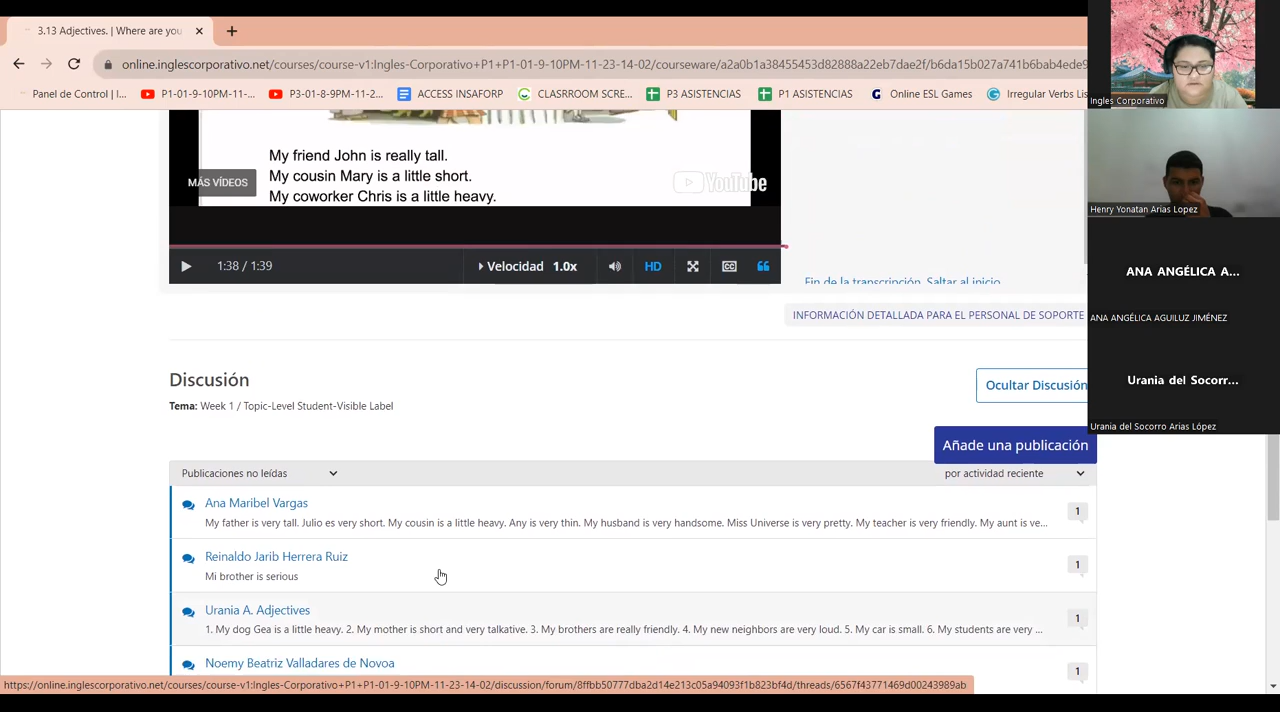 3.13 Adjectives. | Where are you
online.inglescorporativo.net/courses/course-v1:Ingles-Corporativo+P1+P1-01-9-10PM-11-23-14-02/courseware/a2a0b1a38455453d82888a22eb7dae2f/b6da15b027a741b6bab4ede9
Panel de Control | I... P1-01-9-10PM-11-... P3-01-8-9PM-11-2... ACCESS INSAFORP CLASRROOM SCRE... P3 ASISTENCIAS P1 ASISTENCIAS Online ESL Games Irregular Verbs Lis
Ingles Corporativo
Henry Yonatan Arias Lopez
ANA ANGÉLICA A...
ANA ANGÉLICA AGUILUZ JIMÉNEZ
Urania del Socorr...
Urania del Socorro Arias López
My friend John is really tall.
My cousin Mary is a little short.
My coworker Chris is a little heavy.
MÁS VÍDEOS
YouTube
1:38 / 1:39 Velocidad 1.0x HD CC
Fin de la transcripción. Saltar al inicio
INFORMACIÓN DETALLADA PARA EL PERSONAL DE SOPORTE
Discusión
Ocultar Discusión
Tema: Week 1 / Topic-Level Student-Visible Label
Añade una publicación
Publicaciones no leídas por actividad reciente
Ana Maribel Vargas
My father is very tall. Julio es very short. My cousin is a little heavy. Any is very thin. My husband is very handsome. Miss Universe is very pretty. My teacher is very friendly. My aunt is ve...
1
Reinaldo Jarib Herrera Ruiz
Mi brother is serious
1
Urania A. Adjectives
1. My dog Gea is a little heavy. 2. My mother is short and very talkative. 3. My brothers are really friendly. 4. My new neighbors are very loud. 5. My car is small. 6. My students are very ...
1
Noemy Beatriz Valladares de Novoa
1
https://online.inglescorporativo.net/courses/course-v1:Ingles-Corporativo+P1+P1-01-9-10PM-11-23-14-02/discussion/forum/8ffbb50777dba2d14e213c05a94093f1b823bf4d/threads/6567f43771469d00243989ab